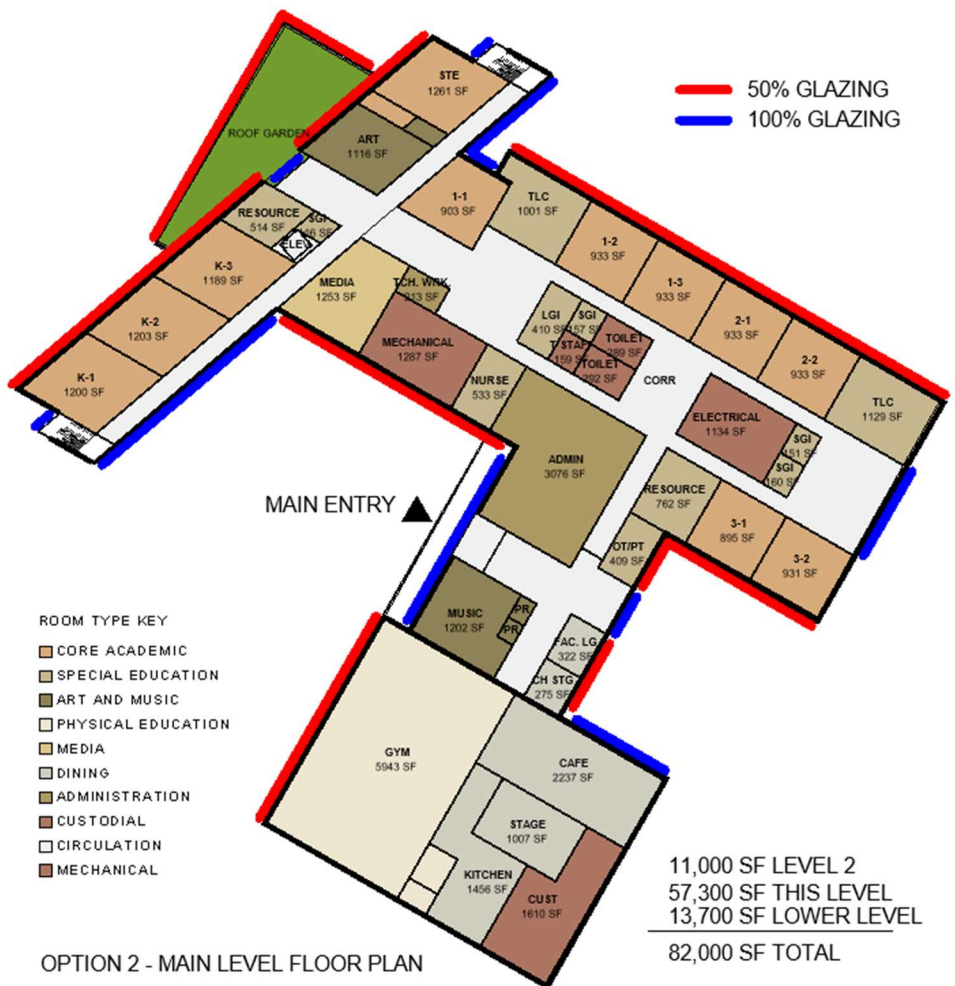 STE
1261 SF
50% GLAZING
100% GLAZING
ROOF GARDEN
ART
1116 SF
1-1
903 SF
TLC
1001 SF
RESOURCE
514 SF
SGI
146 SF
ELEV
1-2
933 SF
K-3
1189 SF
1-3
933 SF
MEDIA
1253 SF
TCH. WRK.
213 SF
K-2
1203 SF
LGI
410 SF
SGI
157 SF
2-1
933 SF
MECHANICAL
1287 SF
STAFF
159 SF
TOILET
289 SF
TOILET
292 SF
2-2
933 SF
K-1
1200 SF
NURSE
533 SF
CORR
TLC
1129 SF
ELECTRICAL
1134 SF
SGI
151 SF
SGI
160 SF
ADMIN
3076 SF
RESOURCE
762 SF
MAIN ENTRY
3-1
895 SF
OT/PT
409 SF
3-2
931 SF
MUSIC
1202 SF
PR
PR
FAC. LG
322 SF
CH STG
275 SF
ROOM TYPE KEY
CORE ACADEMIC
SPECIAL EDUCATION
ART AND MUSIC
PHYSICAL EDUCATION
MEDIA
DINING
ADMINISTRATION
CUSTODIAL
CIRCULATION
MECHANICAL
GYM
5943 SF
CAFE
2237 SF
STAGE
1007 SF
KITCHEN
1456 SF
CUST
1610 SF
11,000 SF LEVEL 2
57,300 SF THIS LEVEL
13,700 SF LOWER LEVEL
82,000 SF TOTAL
OPTION 2 - MAIN LEVEL FLOOR PLAN